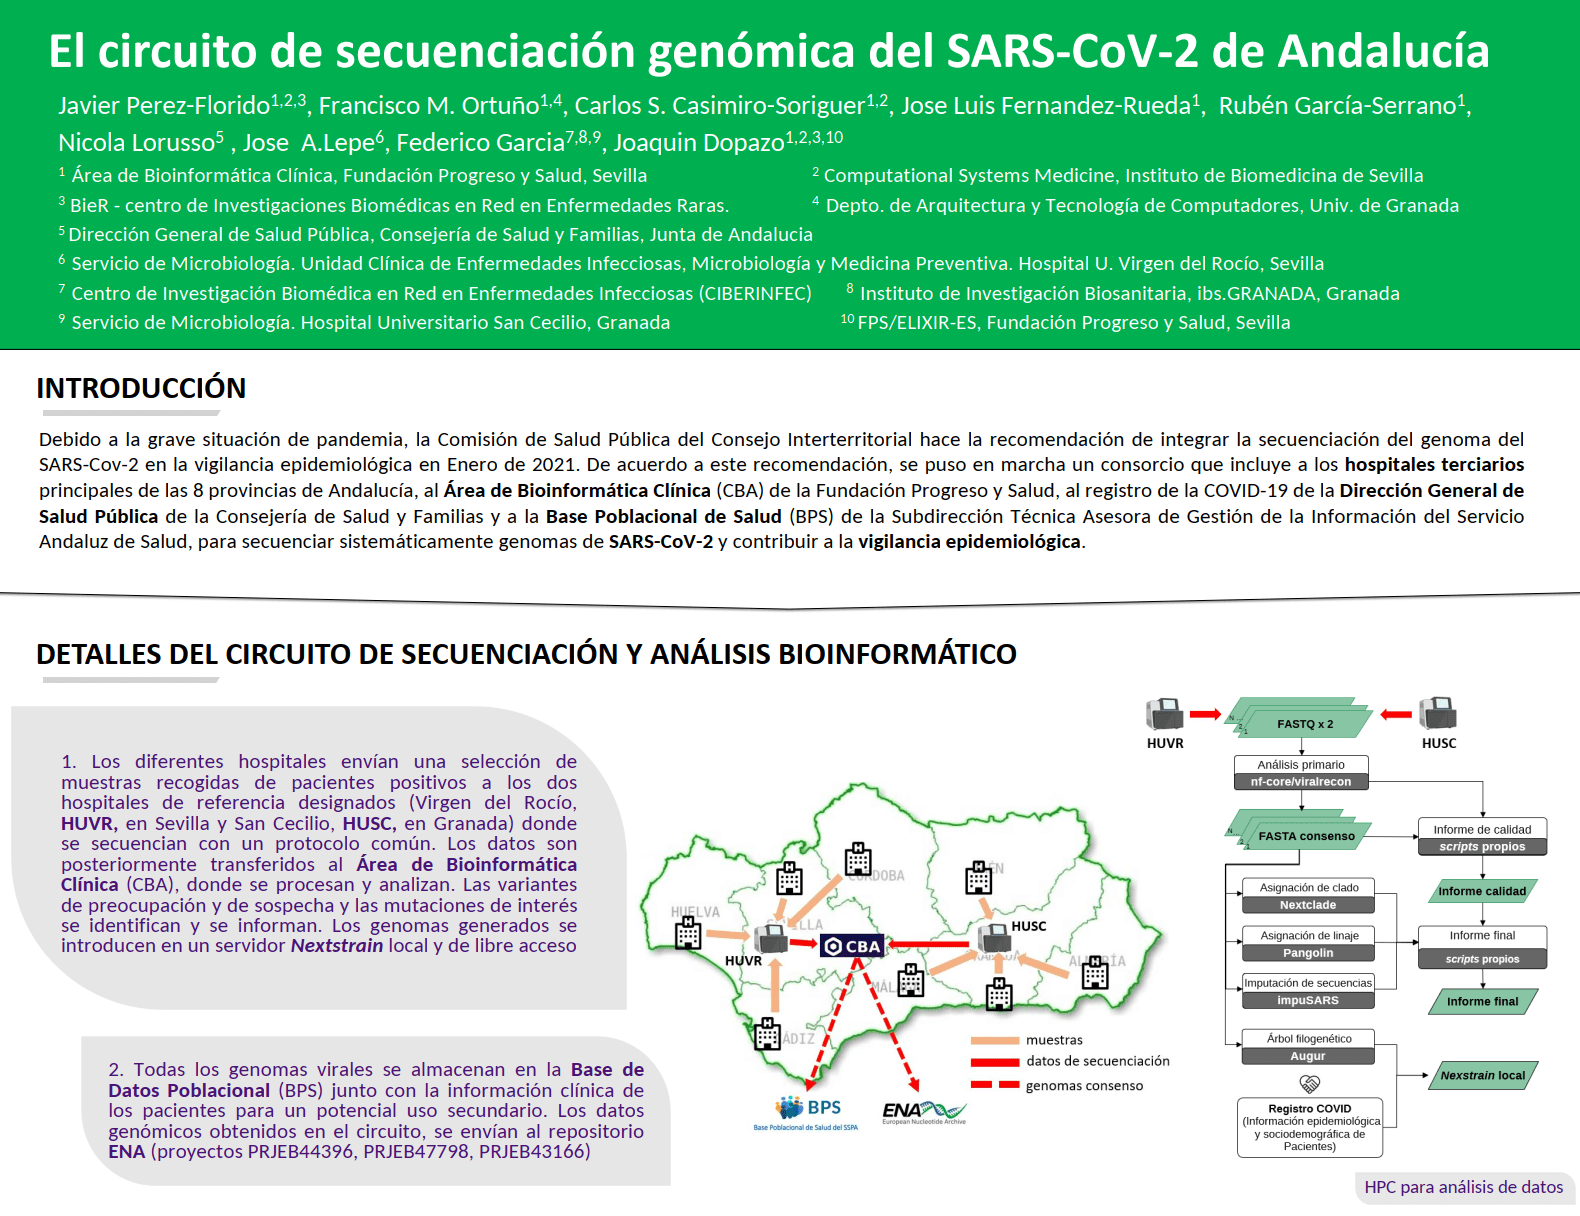 El circuito de secuenciación genómica del SARS-CoV-2 de Andalucía
Javier Perez-Florido1,2,3, Francisco M. Ortuño1,4, Carlos S. Casimiro-Soriguer1,2, Jose Luis Fernandez-Rueda1, Rubén García-Serrano1,
Nicola Lorusso5 , Jose A.Lepe6, Federico Garcia7,8,9, Joaquin Dopazo1,2,3,10
1 Área de Bioinformática Clínica, Fundación Progreso y Salud, Sevilla
2 Computational Systems Medicine, Instituto de Biomedicina de Sevilla
3 BieR - centro de Investigaciones Biomédicas en Red en Enfermedades Raras.
4 Depto. de Arquitectura y Tecnología de Computadores, Univ. de Granada
5 Dirección General de Salud Pública, Consejería de Salud y Familias, Junta de Andalucia
6 Servicio de Microbiología. Unidad Clínica de Enfermedades Infecciosas, Microbiología y Medicina Preventiva. Hospital U. Virgen del Rocío, Sevilla
7 Centro de Investigación Biomédica en Red en Enfermedades Infecciosas (CIBERINFEC)
8 Instituto de Investigación Biosanitaria, ibs.GRANADA, Granada
9 Servicio de Microbiología. Hospital Universitario San Cecilio, Granada
10 FPS/ELIXIR-ES, Fundación Progreso y Salud, Sevilla
INTRODUCCIÓN
Debido a la grave situación de pandemia, la Comisión de Salud Pública del Consejo Interterritorial hace la recomendación de integrar la secuenciación del genoma del
SARS-Cov-2 en la vigilancia epidemiológica en Enero de 2021. De acuerdo a este recomendación, se puso en marcha un consorcio que incluye a los hospitales terciarios
principales de las 8 provincias de Andalucía, al Área de Bioinformática Clínica (CBA) de la Fundación Progreso y Salud, al registro de la COVID-19 de la Dirección General de
Salud Pública de la Consejería de Salud y Familias y a la Base Poblacional de Salud (BPS) de la Subdirección Técnica Asesora de Gestión de la Información del Servicio
Andaluz de Salud, para secuenciar sistemáticamente genomas de SARS-CoV-2 y contribuir a la vigilancia epidemiológica.
DETALLES DEL CIRCUITO DE SECUENCIACIÓN Y ANÁLISIS BIOINFORMÁTICO
1. Los diferentes hospitales envían una selección de
muestras recogidas de pacientes positivos a los dos
hospitales de referencia designados (Virgen del Rocío,
HUVR, en Sevilla y San Cecilio, HUSC, en Granada) donde
se secuencian con un protocolo común. Los datos son
posteriormente transferidos al Área de Bioinformática
Clínica (CBA), donde se procesan y analizan. Las variantes
de preocupación y de sospecha y las mutaciones de interés
se identifican y se informan. Los genomas generados se
introducen en un servidor Nextstrain local y de libre acceso
2. Todas los genomas virales se almacenan en la Base de
Datos Poblacional (BPS) junto con la información clínica de
los pacientes para un potencial uso secundario. Los datos
genómicos obtenidos en el circuito, se envían al repositorio
ENA (proyectos PRJEB44396, PRJEB47798, PRJEB43166)
HUELVA
HUVR
CBA
HUSC
muestras
datos de secuenciación
genomas consenso
BPS
Base Poblacional de Salud del SSPA
ENA
European Nucleotide Archive
HUVR
N ...
2
1
FASTQ x 2
HUSC
Análisis primario
nf-core/viralrecon
N ...
2
1
FASTA consenso
Informe de calidad
scripts propios
Informe calidad
Asignación de clado
Nextclade
Asignación de linaje
Pangolin
Informe final
scripts propios
Imputación de secuencias
impuSARS
Informe final
Árbol filogenético
Augur
Nexstrain local
Registro COVID
(Información epidemiológica
y sociodemográfica de
Pacientes)
HPC para análisis de datos